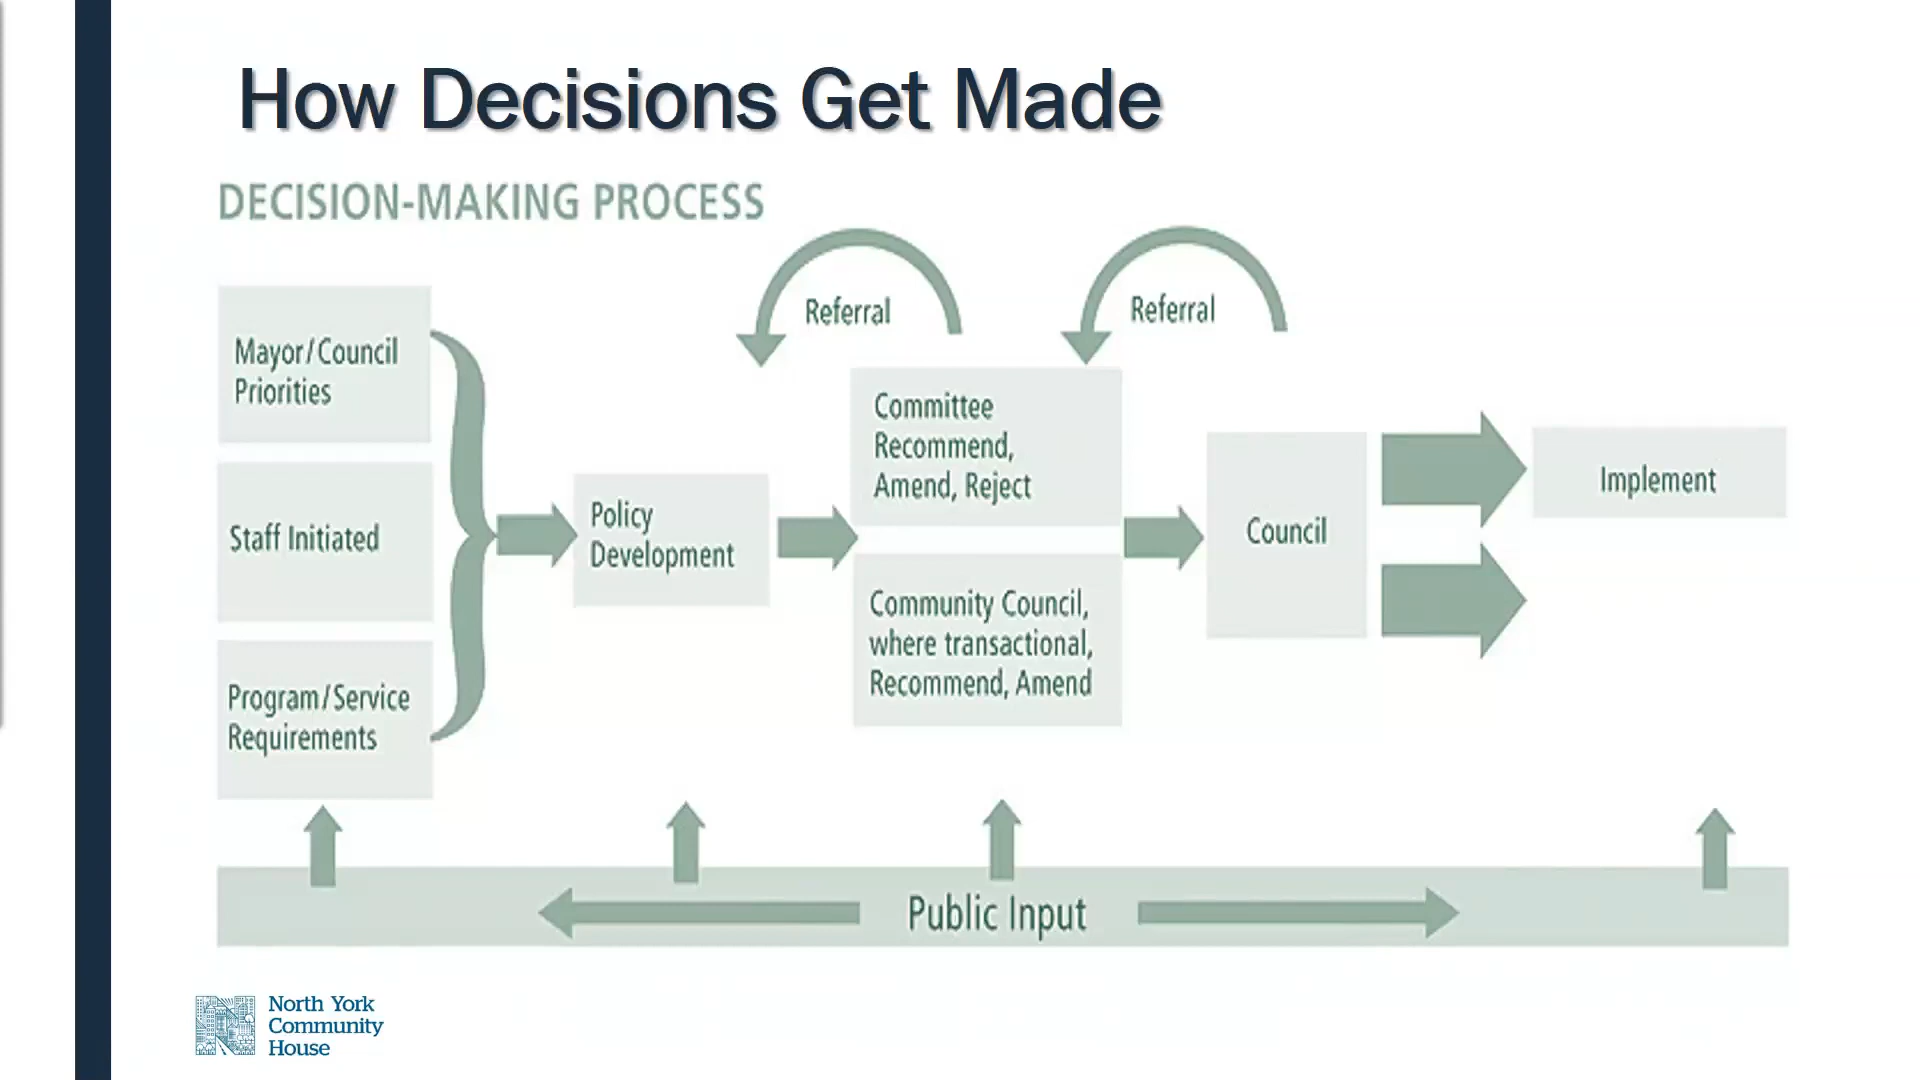 How Decisions Get Made
DECISION-MAKING PROCESS
Referral
Referral
Mayor/Council
Priorities
Staff Initiated
Program/Service
Requirements
Policy
Development
Committee
Recommend,
Amend, Reject
Community Council,
where transactional,
Recommend, Amend
Council
Implement
Public Input
North York
Community
House